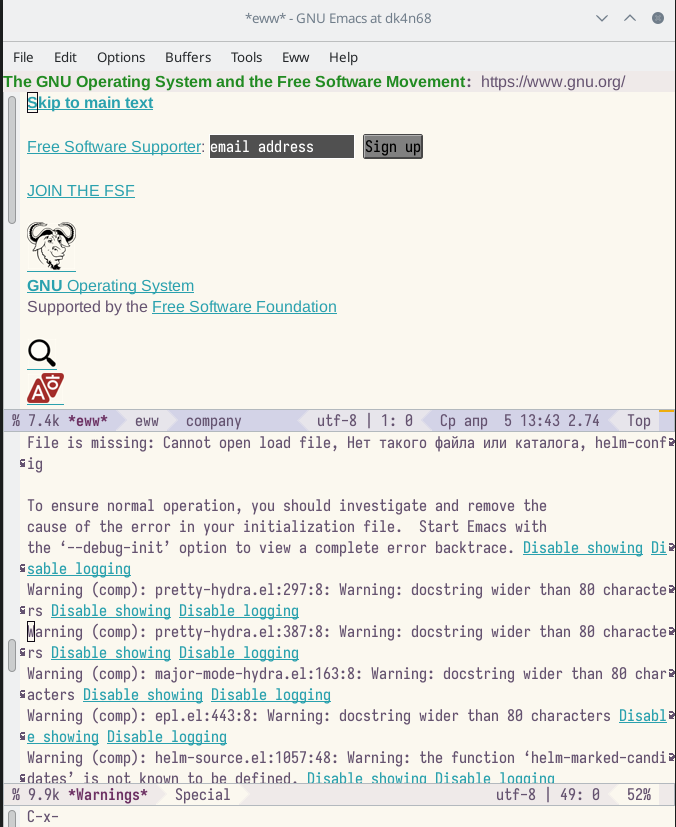 *eww* - GNU Emacs at dk4n68
File Edit Options Buffers Tools Eww Help
The GNU Operating System and the Free Software Movement: https://www.gnu.org/
Skip to main text
Free Software Supporter: email address Sign up
JOIN THE FSF
GNU Operating System
Supported by the Free Software Foundation
A
% 7.4k *eww* eww company utf-8 | 1: 0 Ср апр 5 13:43 2.74 Top
File is missing: Cannot open load file, Нет такого файла или каталога, helm-conf
ig
To ensure normal operation, you should investigate and remove the
cause of the error in your initialization file. Start Emacs with
the ‘--debug-init’ option to view a complete error backtrace. Disable showing Di
sable logging
Warning (comp): pretty-hydra.el:297:8: Warning: docstring wider than 80 characte
rs Disable showing Disable logging
Warning (comp): pretty-hydra.el:387:8: Warning: docstring wider than 80 characte
rs Disable showing Disable logging
Warning (comp): major-mode-hydra.el:163:8: Warning: docstring wider than 80 char
acters Disable showing Disable logging
Warning (comp): epl.el:443:8: Warning: docstring wider than 80 characters Disabl
e showing Disable logging
Warning (comp): helm-source.el:1057:48: Warning: the function ‘helm-marked-candi
dates’ is not known to be defined. Disable showing Disable logging
% 9.9k *Warnings* Special utf-8 | 49: 0 52%
C-x-